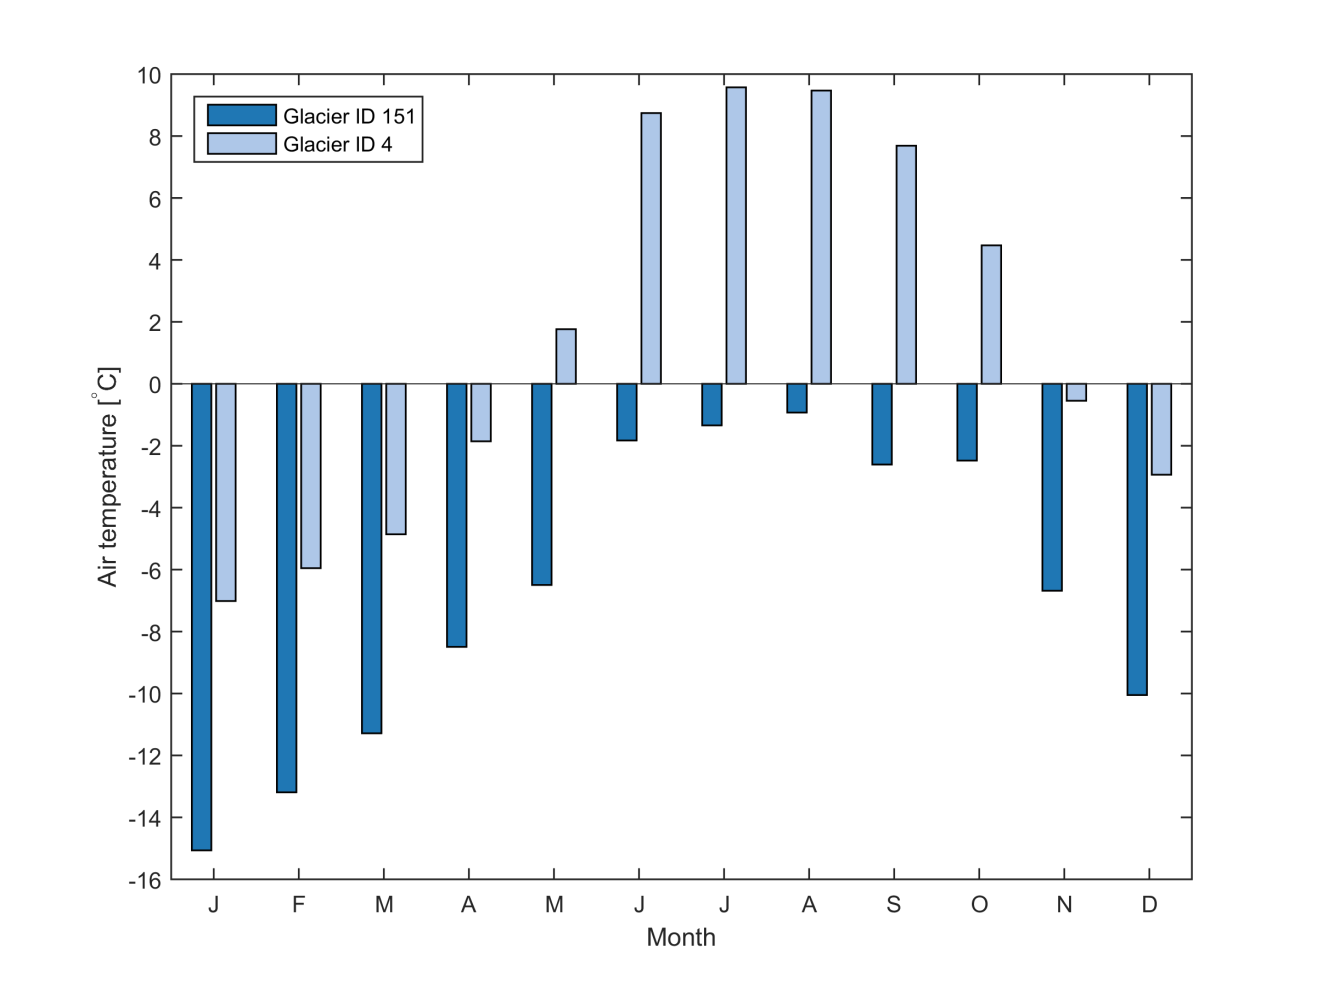 Glacier ID 151
Glacier ID 4
10
8
6
4
2
0
-2
-4
-6
-8
-10
-12
-14
-16
Air temperature [°C]
J F M A M J J A S O N D
Month